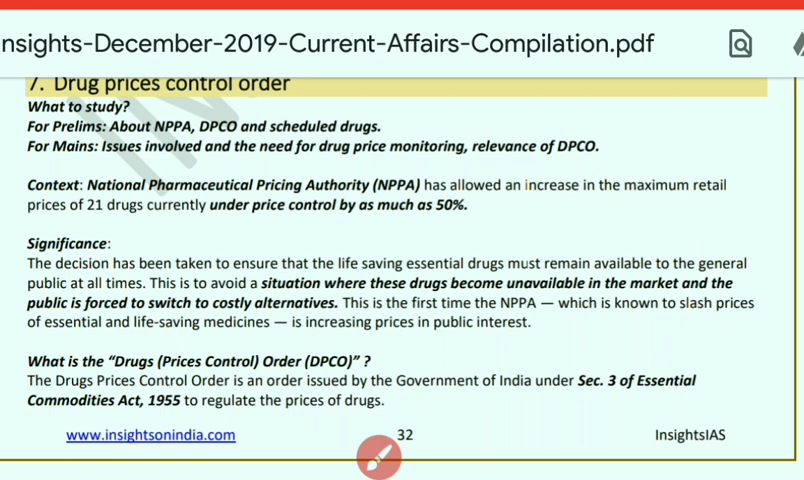 nsights-December-2019-Current-Affairs-Compilation.pdf
7. Drug prices control order
What to study?
For Prelims: About NPPA, DPCO and scheduled drugs.
For Mains: Issues involved and the need for drug price monitoring, relevance of DPCO.
Context: National Pharmaceutical Pricing Authority (NPPA) has allowed an increase in the maximum retail
prices of 21 drugs currently under price control by as much as 50%.
Significance:
The decision has been taken to ensure that the life saving essential drugs must remain available to the general
public at all times. This is to avoid a situation where these drugs become unavailable in the market and the
public is forced to switch to costly alternatives. This is the first time the NPPA — which is known to slash prices
of essential and life-saving medicines — is increasing prices in public interest.
What is the “Drugs (Prices Control) Order (DPCO)” ?
The Drugs Prices Control Order is an order issued by the Government of India under Sec. 3 of Essential
Commodities Act, 1955 to regulate the prices of drugs.
www.insightsonindia.com 32 InsightsIAS